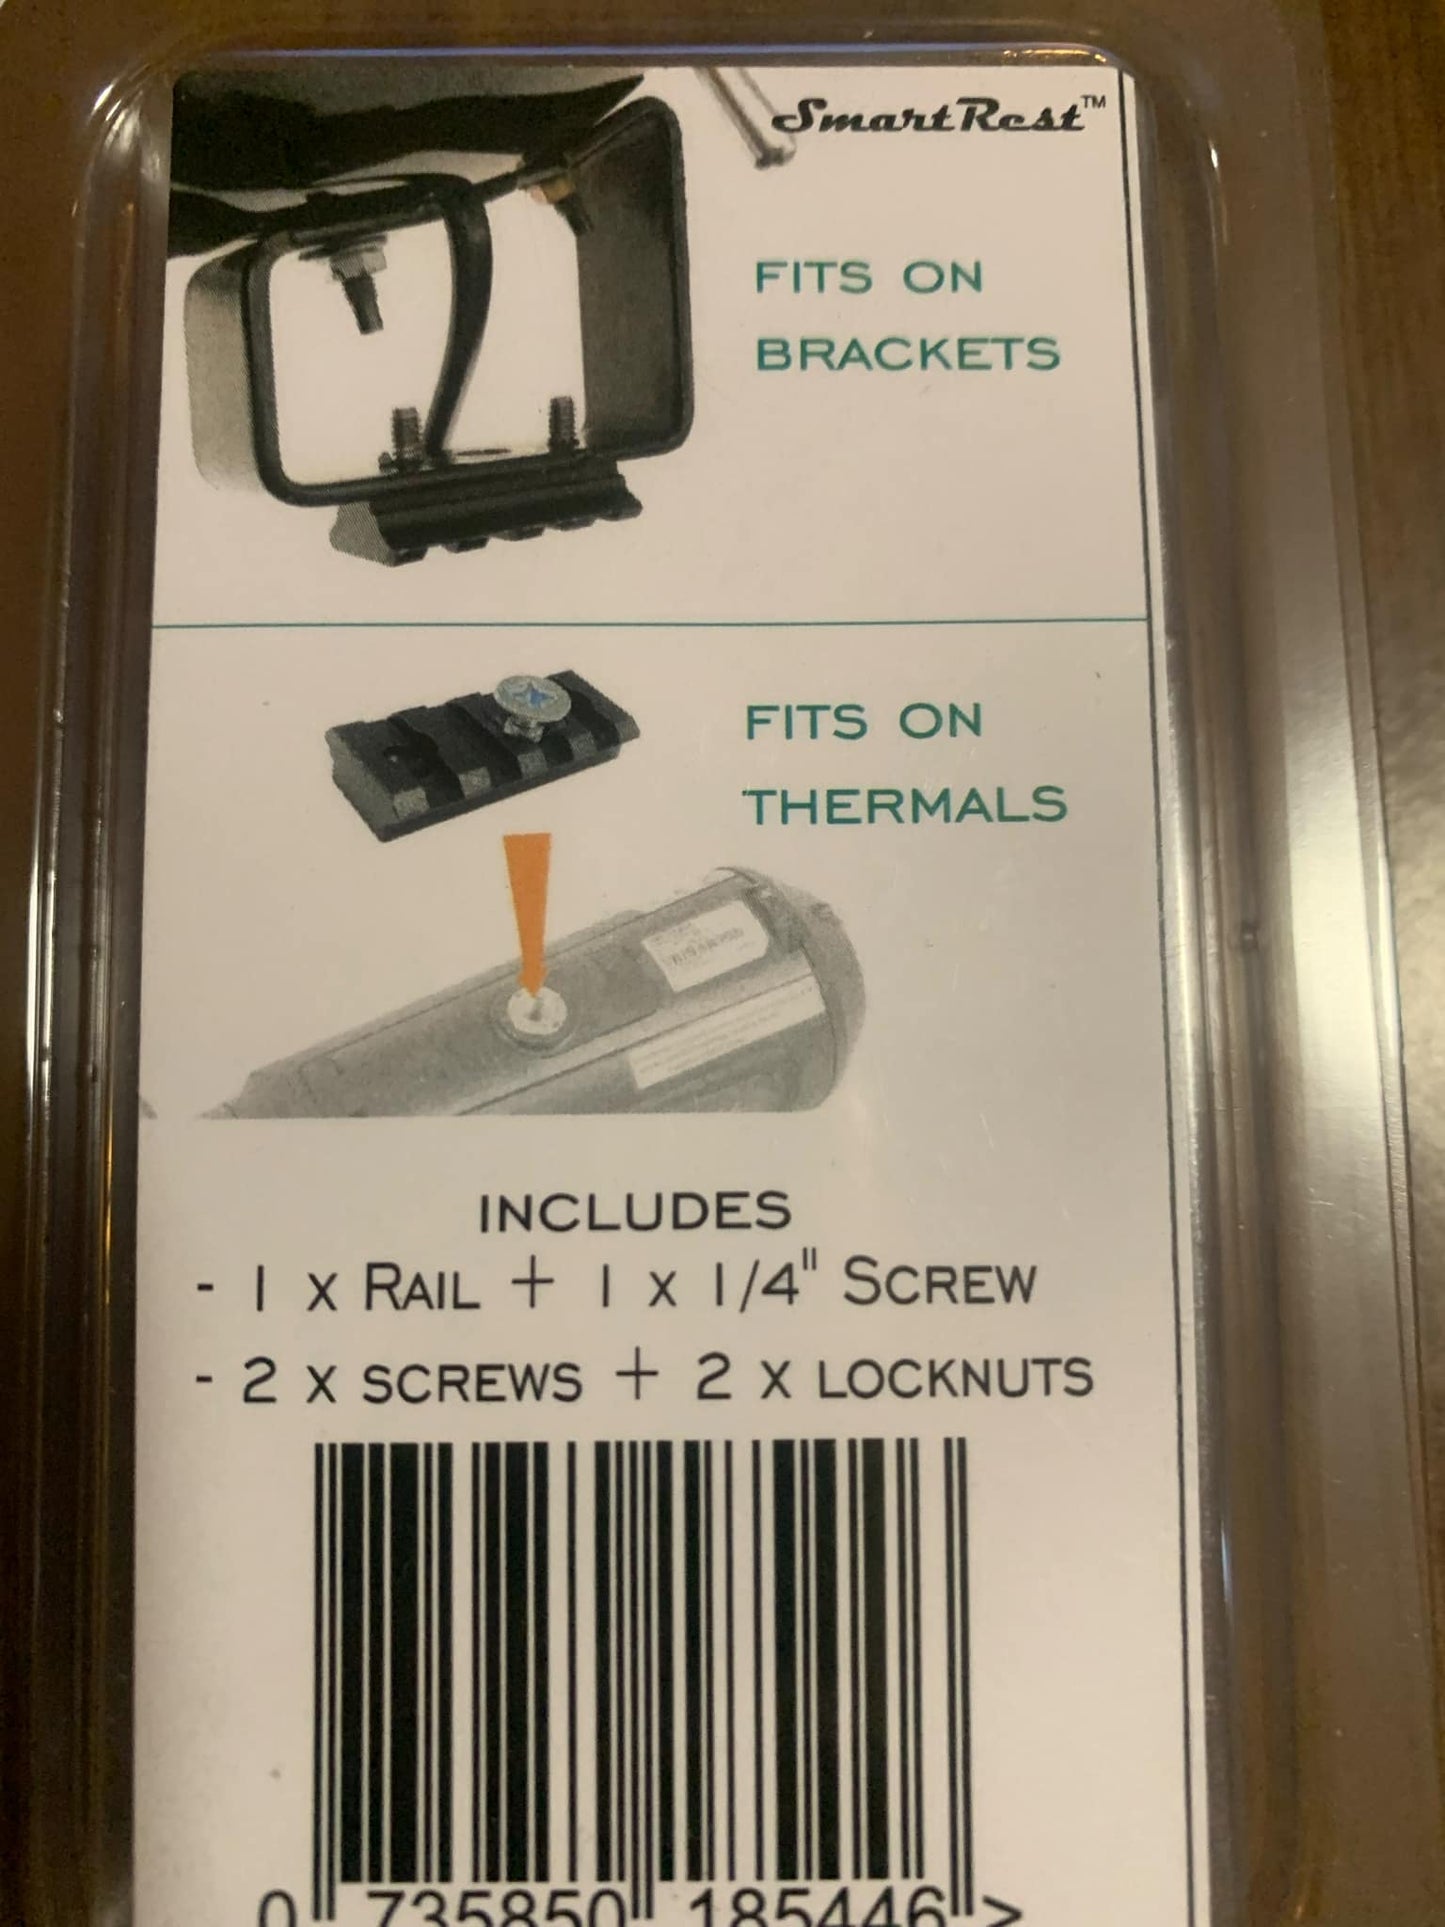 SmartRest™
FITS ON
BRACKETS
FITS ON
THERMALS
INCLUDES
- 1 x RAIL + 1 x 1/4" SCREW
- 2 x SCREWS + 2 x LOCKNUTS
0 735850 185446 >